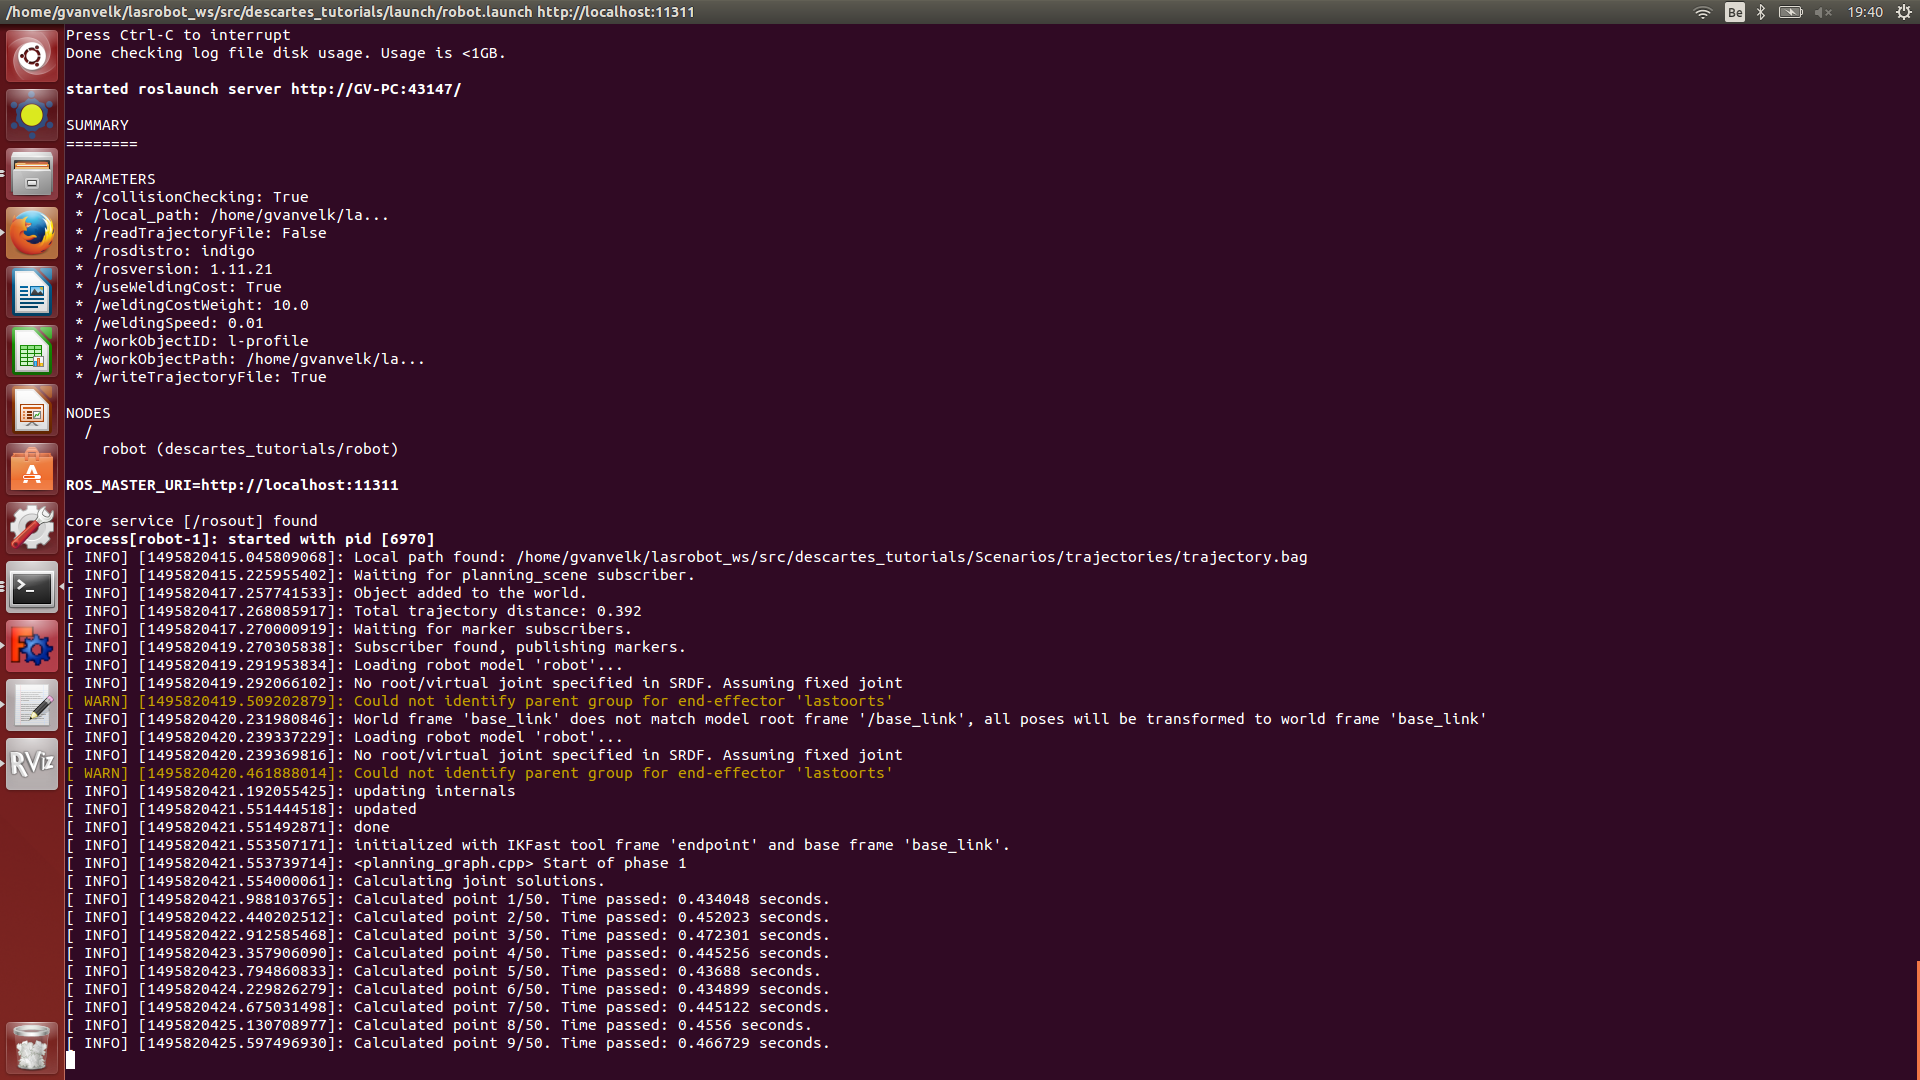 /home/gvanvelk/lasrobot_ws/src/descartes_tutorials/launch/robot.launch http://localhost:11311
Be
19:40
Press Ctrl-C to interrupt
Done checking log file disk usage. Usage is <1GB.
started roslaunch server http://GV-PC:43147/
SUMMARY
========
PARAMETERS
* /collisionChecking: True
* /local_path: /home/gvanvelk/la...
* /readTrajectoryFile: False
* /rosdistro: indigo
* /rosversion: 1.11.21
* /useWeldingCost: True
* /weldingCostWeight: 10.0
* /weldingSpeed: 0.01
* /workObjectID: l-profile
* /workObjectPath: /home/gvanvelk/la...
* /writeTrajectoryFile: True
NODES
/
robot (descartes_tutorials/robot)
ROS_MASTER_URI=http://localhost:11311
core service [/rosout] found
process[robot-1]: started with pid [6970]
[ INFO] [1495820415.045809068]: Local path found: /home/gvanvelk/lasrobot_ws/src/descartes_tutorials/Scenarios/trajectories/trajectory.bag
[ INFO] [1495820415.225955402]: Waiting for planning_scene subscriber.
[ INFO] [1495820417.257741533]: Object added to the world.
[ INFO] [1495820417.268085917]: Total trajectory distance: 0.392
[ INFO] [1495820417.270000919]: Waiting for marker subscribers.
[ INFO] [1495820419.270305838]: Subscriber found, publishing markers.
[ INFO] [1495820419.291953834]: Loading robot model 'robot'...
[ INFO] [1495820419.292066102]: No root/virtual joint specified in SRDF. Assuming fixed joint
[ WARN] [1495820419.509202879]: Could not identify parent group for end-effector 'lastoorts'
[ INFO] [1495820420.231980846]: World frame 'base_link' does not match model root frame '/base_link', all poses will be transformed to world frame 'base_link'
[ INFO] [1495820420.239337229]: Loading robot model 'robot'...
[ INFO] [1495820420.239369816]: No root/virtual joint specified in SRDF. Assuming fixed joint
[ WARN] [1495820420.461888014]: Could not identify parent group for end-effector 'lastoorts'
[ INFO] [1495820421.192055425]: updating internals
[ INFO] [1495820421.551444518]: updated
[ INFO] [1495820421.551492871]: done
[ INFO] [1495820421.553507171]: initialized with IKFast tool frame 'endpoint' and base frame 'base_link'.
[ INFO] [1495820421.553739714]: <planning_graph.cpp> Start of phase 1
[ INFO] [1495820421.554000061]: Calculating joint solutions.
[ INFO] [1495820421.988103765]: Calculated point 1/50. Time passed: 0.434048 seconds.
[ INFO] [1495820422.440202512]: Calculated point 2/50. Time passed: 0.452023 seconds.
[ INFO] [1495820422.912585468]: Calculated point 3/50. Time passed: 0.472301 seconds.
[ INFO] [1495820423.357906090]: Calculated point 4/50. Time passed: 0.445256 seconds.
[ INFO] [1495820423.794860833]: Calculated point 5/50. Time passed: 0.43688 seconds.
[ INFO] [1495820424.229826279]: Calculated point 6/50. Time passed: 0.434899 seconds.
[ INFO] [1495820424.675031498]: Calculated point 7/50. Time passed: 0.445122 seconds.
[ INFO] [1495820425.130708977]: Calculated point 8/50. Time passed: 0.4556 seconds.
[ INFO] [1495820425.597496930]: Calculated point 9/50. Time passed: 0.466729 seconds.
RViz